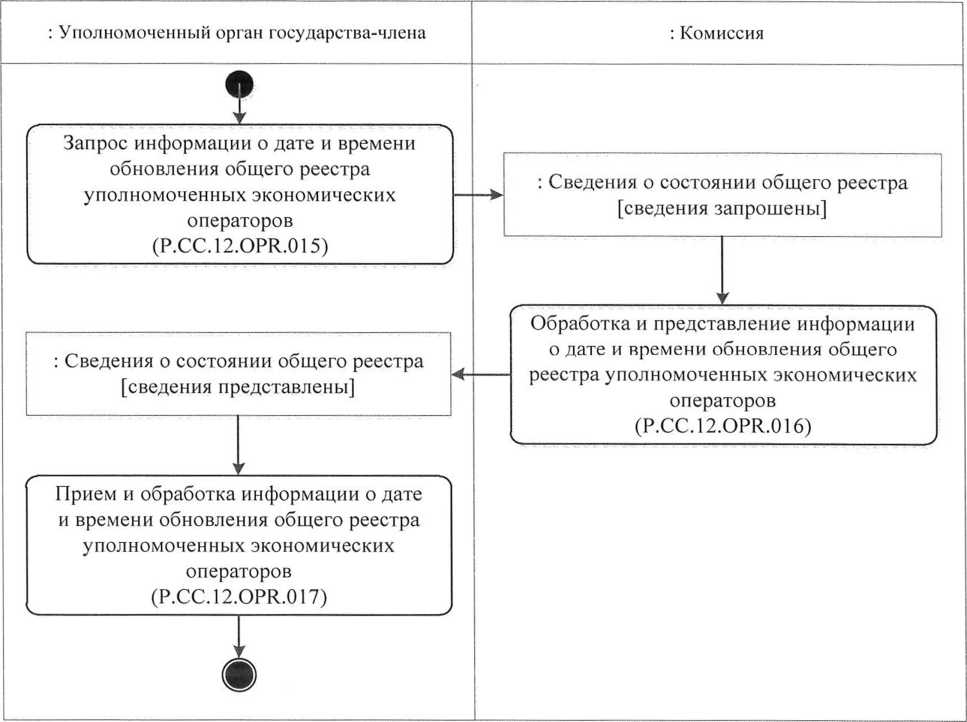 : Уполномоченный орган государства-члена
: Комиссия
Запрос информации о дате и времени
обновления общего реестра
уполномоченных экономических
операторов
(P.CC.12.OPR.015)
: Сведения о состоянии общего реестра
[сведения запрошены]
Обработка и представление информации
о дате и времени обновления общего
реестра уполномоченных экономических
операторов
(P.CC.12.OPR.016)
: Сведения о состоянии общего реестра
[сведения представлены]
Прием и обработка информации о дате
и времени обновления общего реестра
уполномоченных экономических
операторов
(P.CC.12.OPR.017)